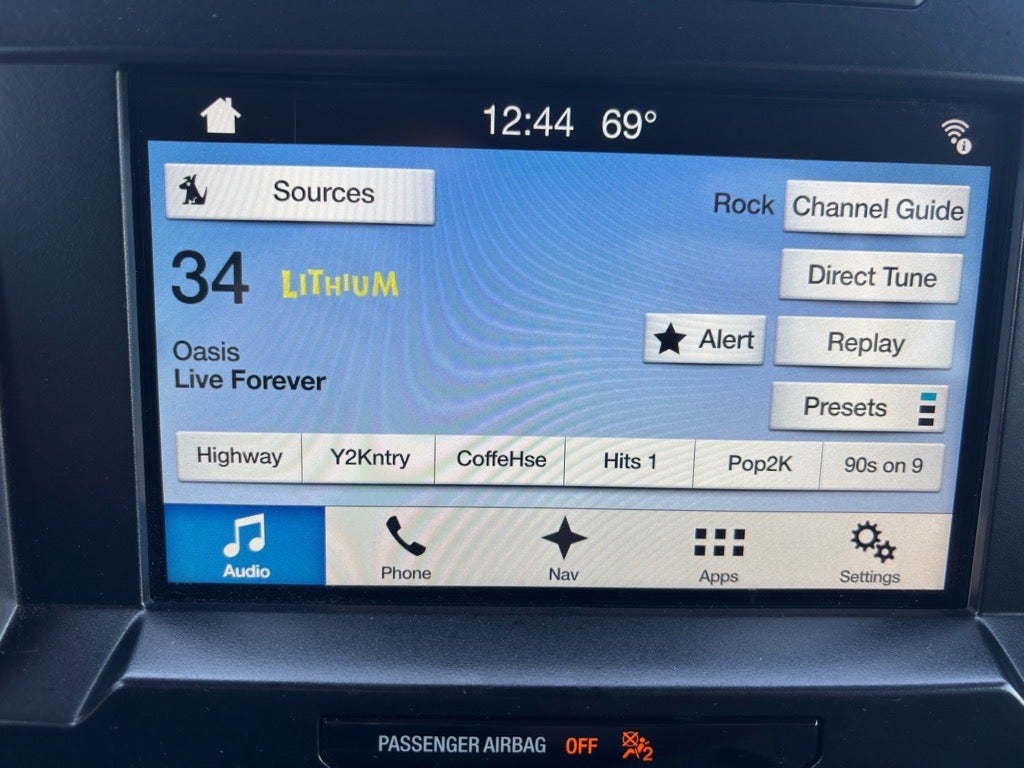 12:44 69°
Sources
Rock
Channel Guide
34 LITHIUM
Direct Tune
Alert
Replay
Oasis
Live Forever
Presets
Highway Y2Kntry CoffeHse Hits 1 Pop2K 90s on 9
Audio Phone Nav Apps Settings
PASSENGER AIRBAG OFF 2